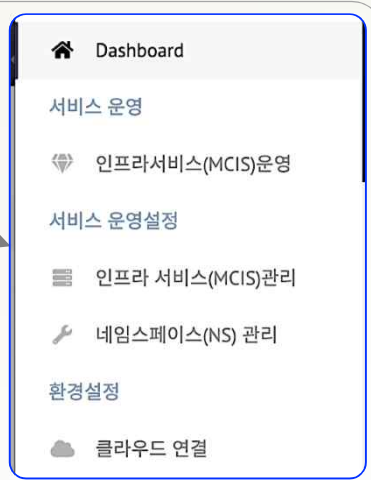 Dashboard
서비스 운영
인프라서비스(MCIS)운영
서비스 운영설정
인프라 서비스(MCIS)관리
네임스페이스(NS) 관리
환경설정
클라우드 연결